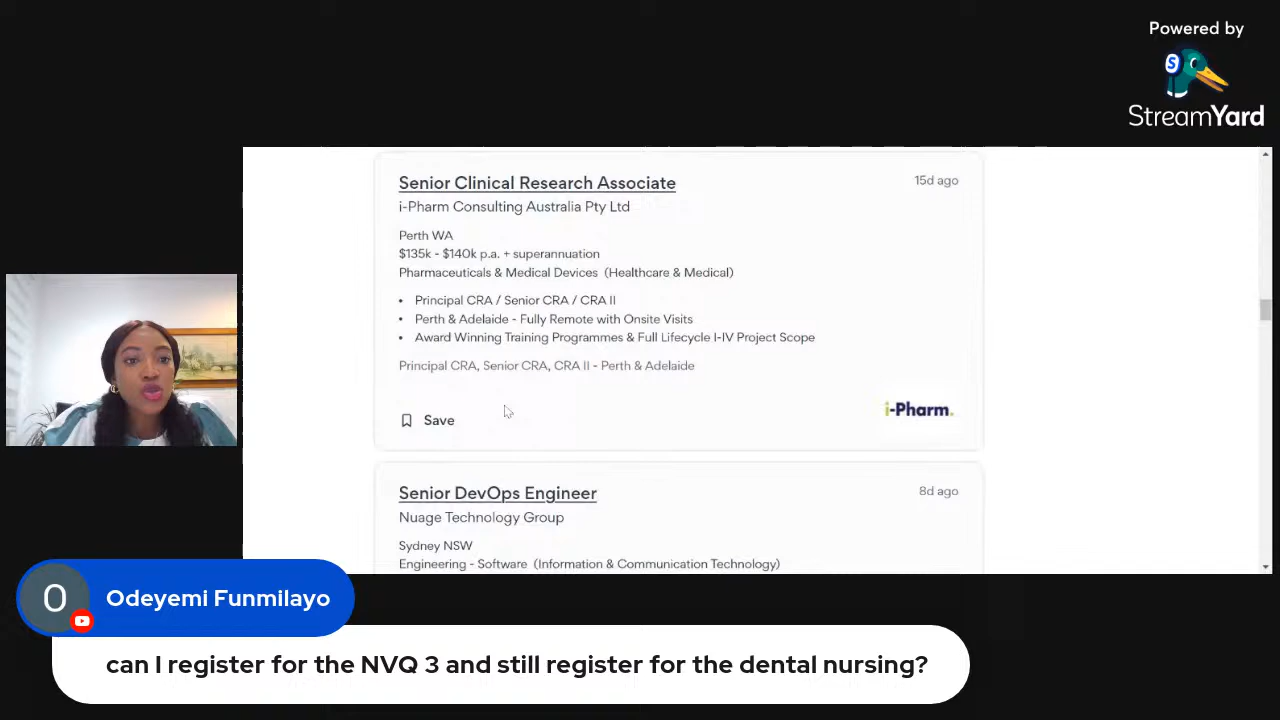 Powered by
StreamYard
Senior Clinical Research Associate
15d ago
i-Pharm Consulting Australia Pty Ltd
Perth WA
$135k - $140k p.a. + superannuation
Pharmaceuticals & Medical Devices (Healthcare & Medical)
• Principal CRA / Senior CRA / CRA II
• Perth & Adelaide - Fully Remote with Onsite Visits
• Award Winning Training Programmes & Full Lifecycle I-IV Project Scope
Principal CRA, Senior CRA, CRA II - Perth & Adelaide
Save
i-Pharm.
Senior DevOps Engineer
8d ago
Nuage Technology Group
Sydney NSW
Engineering - Software (Information & Communication Technology)
O
Odeyemi Funmilayo
can I register for the NVQ 3 and still register for the dental nursing?